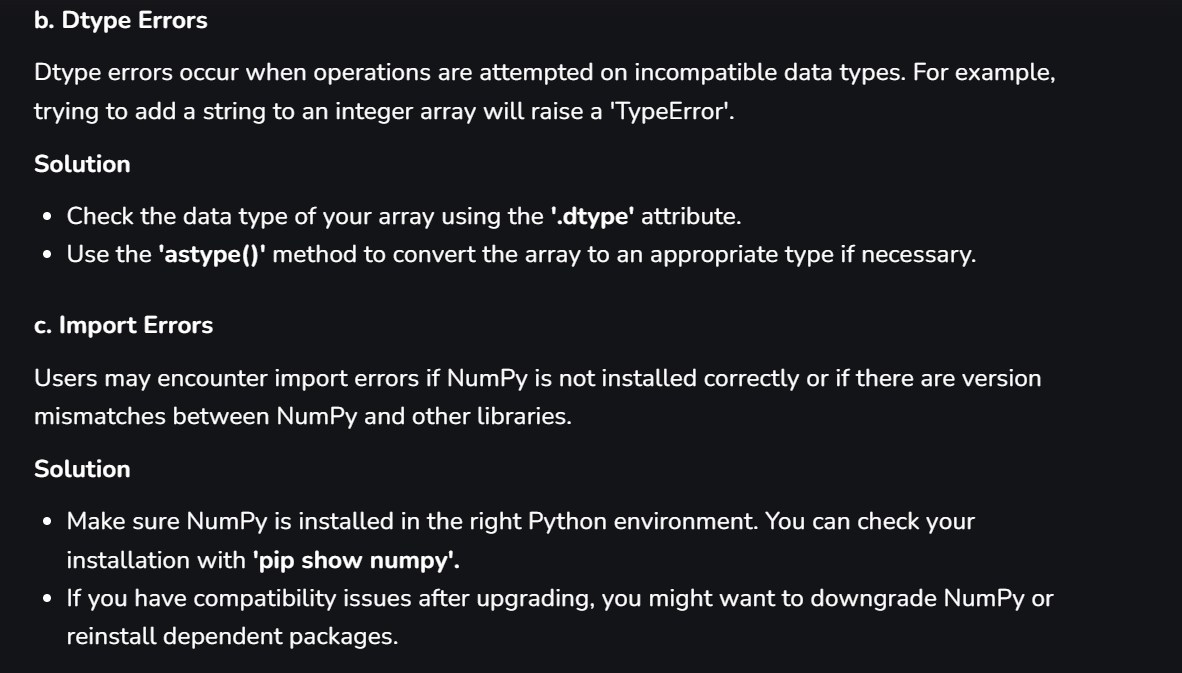 b. Dtype Errors
Dtype errors occur when operations are attempted on incompatible data types. For example,
trying to add a string to an integer array will raise a 'TypeError'.
Solution
• Check the data type of your array using the '.dtype' attribute.
• Use the 'astype()' method to convert the array to an appropriate type if necessary.
c. Import Errors
Users may encounter import errors if NumPy is not installed correctly or if there are version
mismatches between NumPy and other libraries.
Solution
• Make sure NumPy is installed in the right Python environment. You can check your
installation with 'pip show numpy'.
• If you have compatibility issues after upgrading, you might want to downgrade NumPy or
reinstall dependent packages.